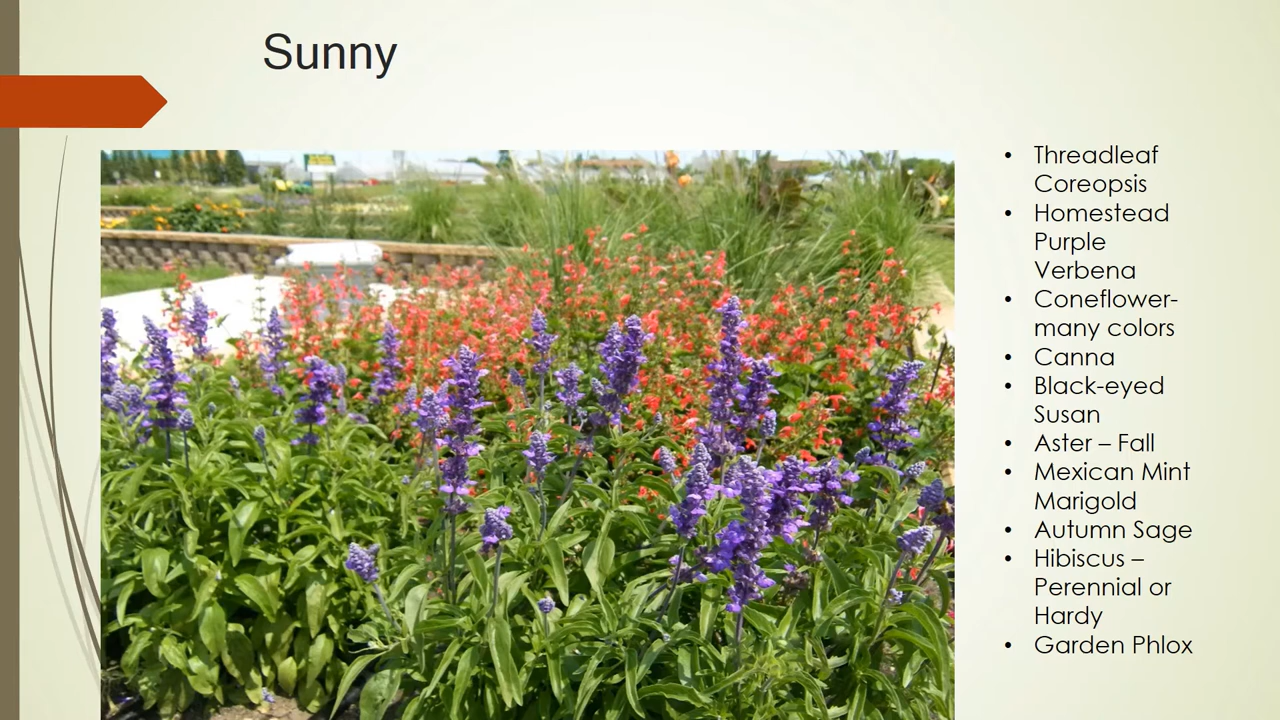 Sunny
• Threadleaf
Coreopsis
• Homestead
Purple
Verbena
• Coneflower-
many colors
• Canna
• Black-eyed
Susan
• Aster – Fall
• Mexican Mint
Marigold
• Autumn Sage
• Hibiscus –
Perennial or
Hardy
• Garden Phlox